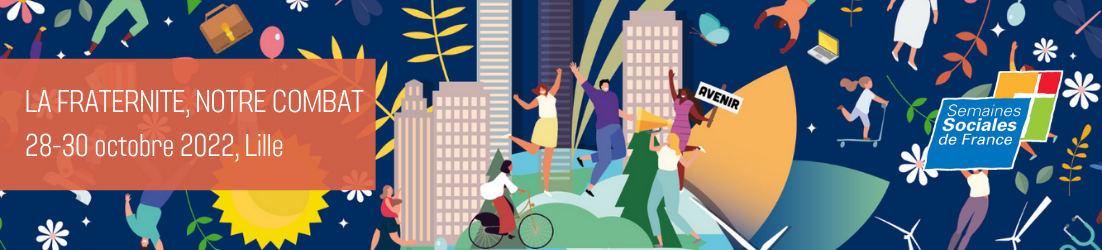 LA FRATERNITE, NOTRE COMBAT
28-30 octobre 2022, Lille
AVENIR
Semaines
Sociales
de France